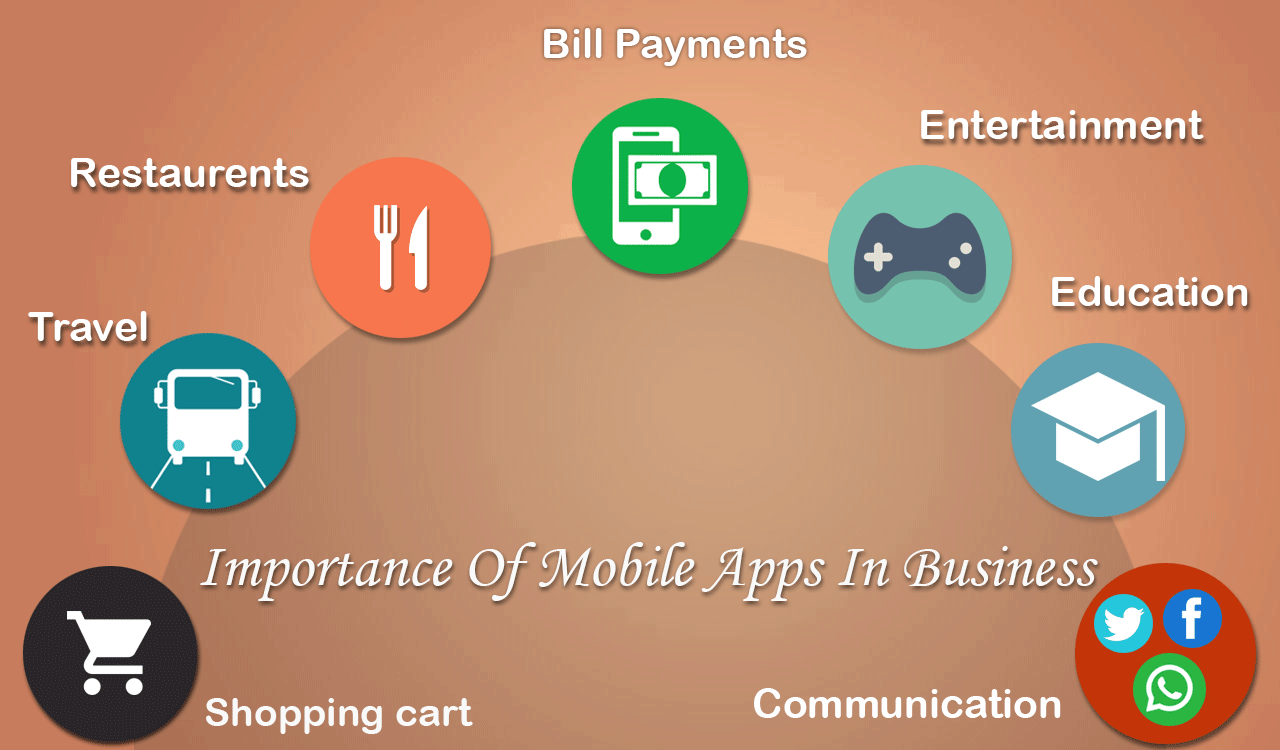 Bill Payments
Entertainment
Restaurents
Education
Travel
Importance Of Mobile Apps In Business
Shopping cart
Communication